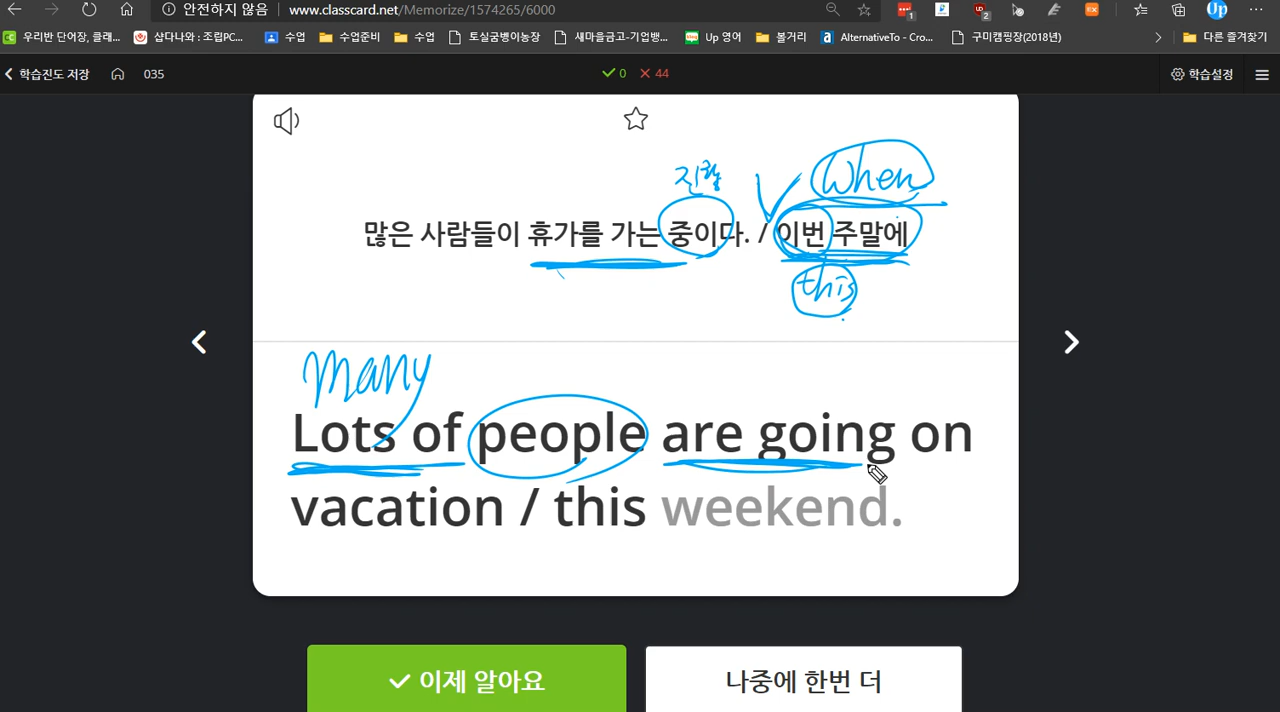 안전하지 않음 www.classcard.net/Memorize/1574265/6000 1 2 Up
우리반 단어장, 클래... 샵다나와 : 조립PC... 수업 수업준비 수업 토실굼벵이농장 새마을금고-기업뱅... Up 영어 볼거리 AlternativeTo - Cro... 구미캠핑장(2018년) 다른 즐겨찾기
학습진도 저장 035 0 44 학습설정
진행 When
많은 사람들이 휴가를 가는 중이다. / 이번 주말에
this
Many
Lots of people are going on
vacation / this weekend.
이제 알아요 나중에 한번 더